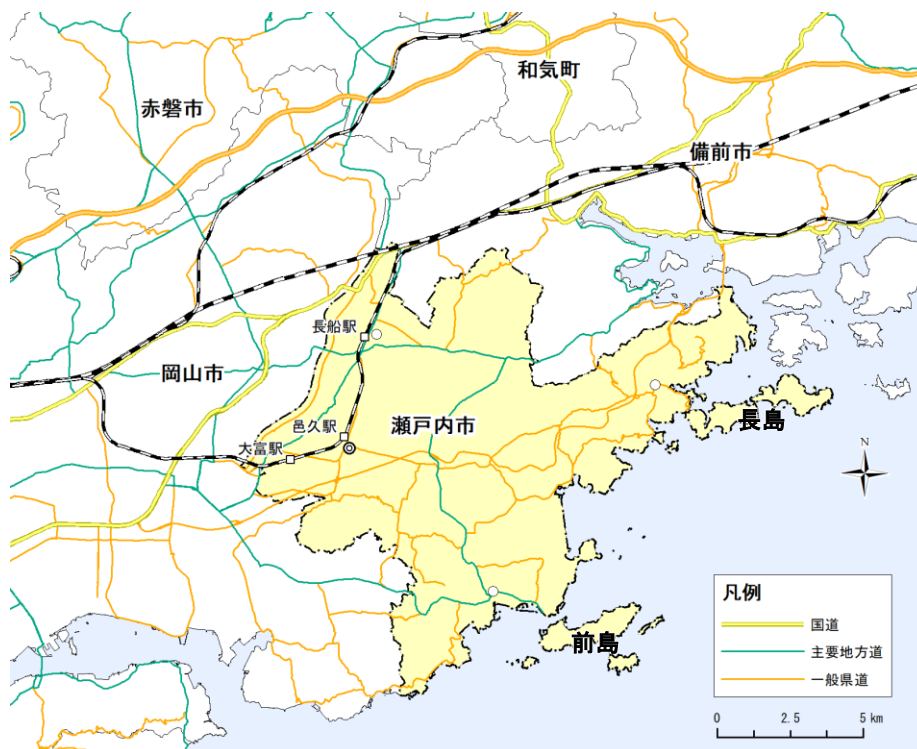 和気町
赤磐市
備前市
長船駅
岡山市
邑久駅
瀬戸内市
大富駅
長島
N
前島
凡例
国道
主要地方道
一般県道
0 2.5 5 km